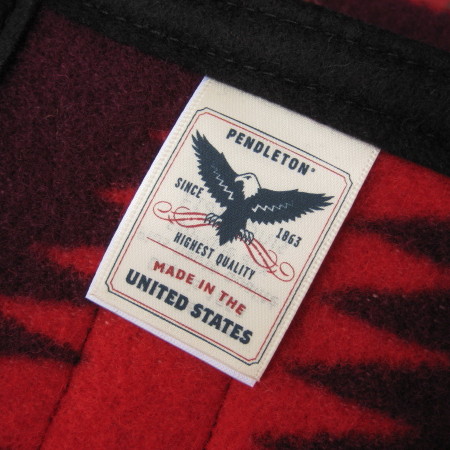 PENDLETON®
SINCE 1863
HIGHEST QUALITY
MADE IN THE
UNITED STATES